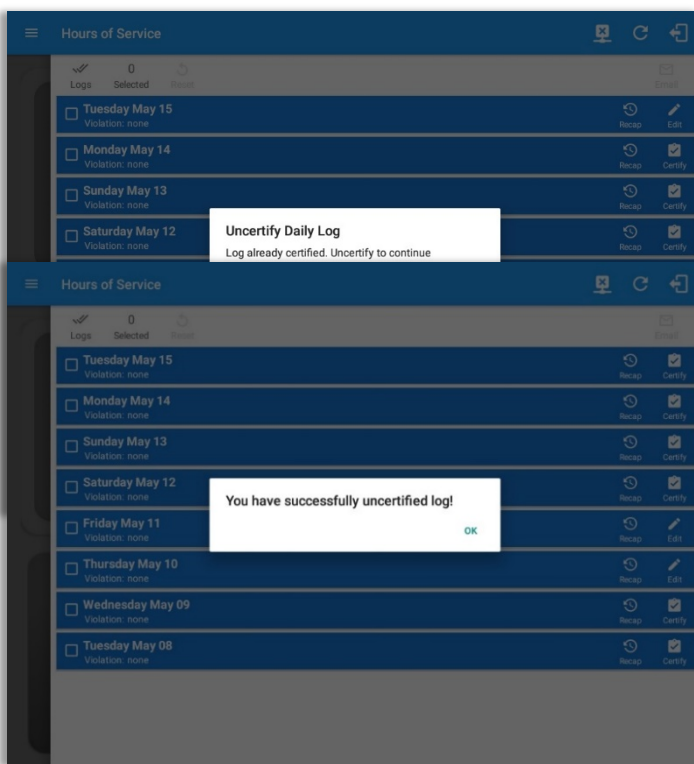 Hours of Service
0
Logs Selected Reset
Email
Tuesday May 15
Violation: none
Recap Edit
Monday May 14
Violation: none
Recap Certify
Sunday May 13
Violation: none
Recap Certify
Saturday May 12
Violation: none
Recap Certify
Uncertify Daily Log
Log already certified. Uncertify to continue
Hours of Service
0
Logs Selected Reset
Email
Tuesday May 15
Violation: none
Recap Certify
Monday May 14
Violation: none
Recap Certify
Sunday May 13
Violation: none
Recap Certify
Saturday May 12
Violation: none
Recap Certify
You have successfully uncertified log!
OK
Friday May 11
Violation: none
Recap Edit
Thursday May 10
Violation: none
Recap Edit
Wednesday May 09
Violation: none
Recap Certify
Tuesday May 08
Violation: none
Recap Certify